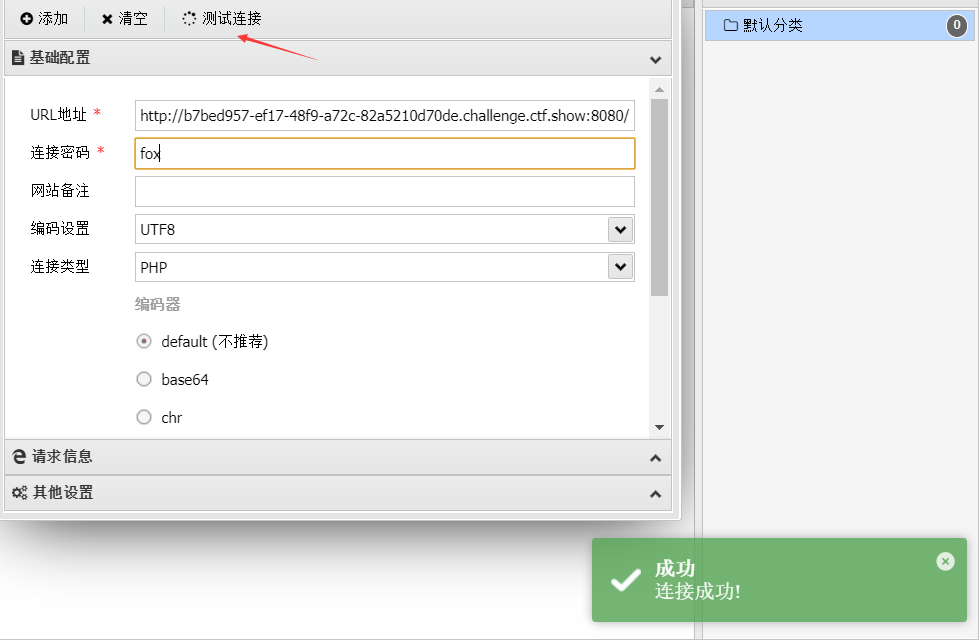 添加 清空 测试连接
默认分类 0
基础配置
URL地址 * http://b7bed957-ef17-48f9-a72c-82a5210d70de.challenge.ctf.show:8080/
连接密码 * fox
网站备注
编码设置 UTF8
连接类型 PHP
编码器
default (不推荐)
base64
chr
请求信息
其他设置
成功
连接成功!